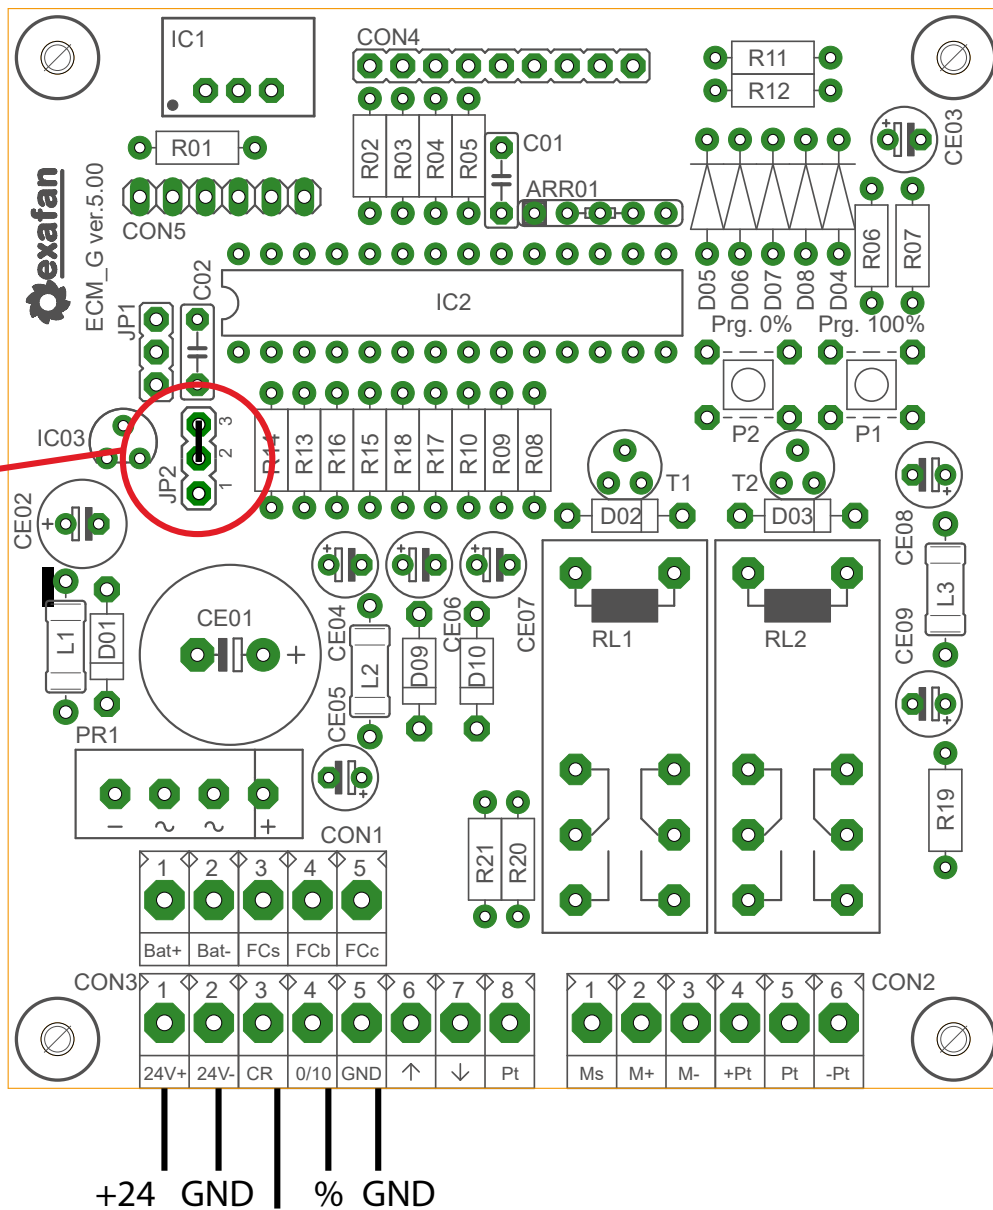 IC1
CON4
R11
R12
CE03
R01
R02
R03
R04
R05
C01
ARR01
CON5
exafan
ECM_G ver.5.00
C02
JP1
IC2
D05
D06
D07
D08
D04
R06
R07
Prg. 0%
Prg. 100%
P2
P1
IC03
JP2
3
2
1
R14
R13
R16
R15
R18
R17
R10
R09
R08
T1
T2
D02
D03
CE02
CE08
+
+
+
+
+
+
L1
D01
CE01
+
CE04
L2
D09
CE06
D10
CE07
RL1
RL2
L3
CE09
CE05
+
+
PR1
- ~ ~ +
R21
R20
R19
CON1
1 2 3 4 5
Bat+ Bat- FCs FCb FCc
CON3
1 2 3 4 5 6 7 8
24V+ 24V- CR 0/10 GND ↑ ↓ Pt
CON2
1 2 3 4 5 6
Ms M+ M- +Pt Pt -Pt
+24 GND % GND